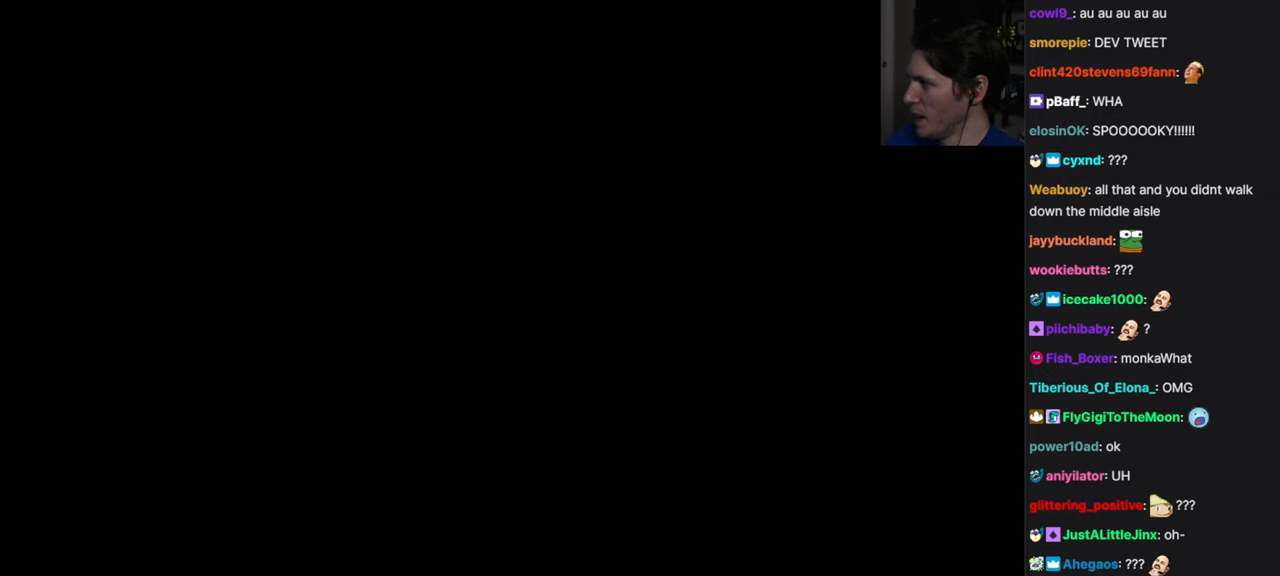 cowl9_: au au au au au
smorepie: DEV TWEET
clint420stevens69fann:
pBaff_: WHA
elosinOK: SPOOOOOKY!!!!!!
cyxnd: ???
Weabuoy: all that and you didnt walk
down the middle aisle
jayybuckland:
wookiebutts: ???
icecake1000:
piichibaby: ?
Fish_Boxer: monkaWhat
Tiberious_Of_Elona_: OMG
FlyGigiToTheMoon:
power10ad: ok
aniyilator: UH
glittering_positive: ???
JustALittleJinx: oh-
Ahegaos: ???